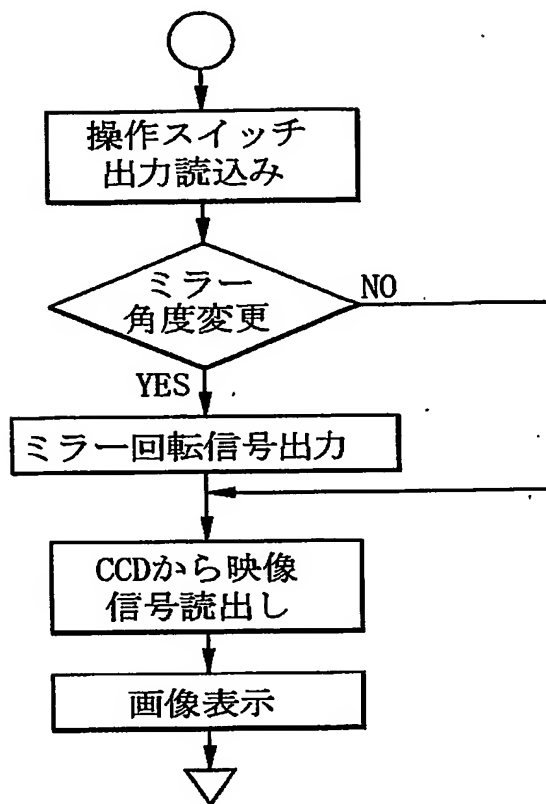 操作スイッチ
出力読込み
ミラー
角度変更
NO
YES
ミラー回転信号出力
CCDから映像
信号読出し
画像表示